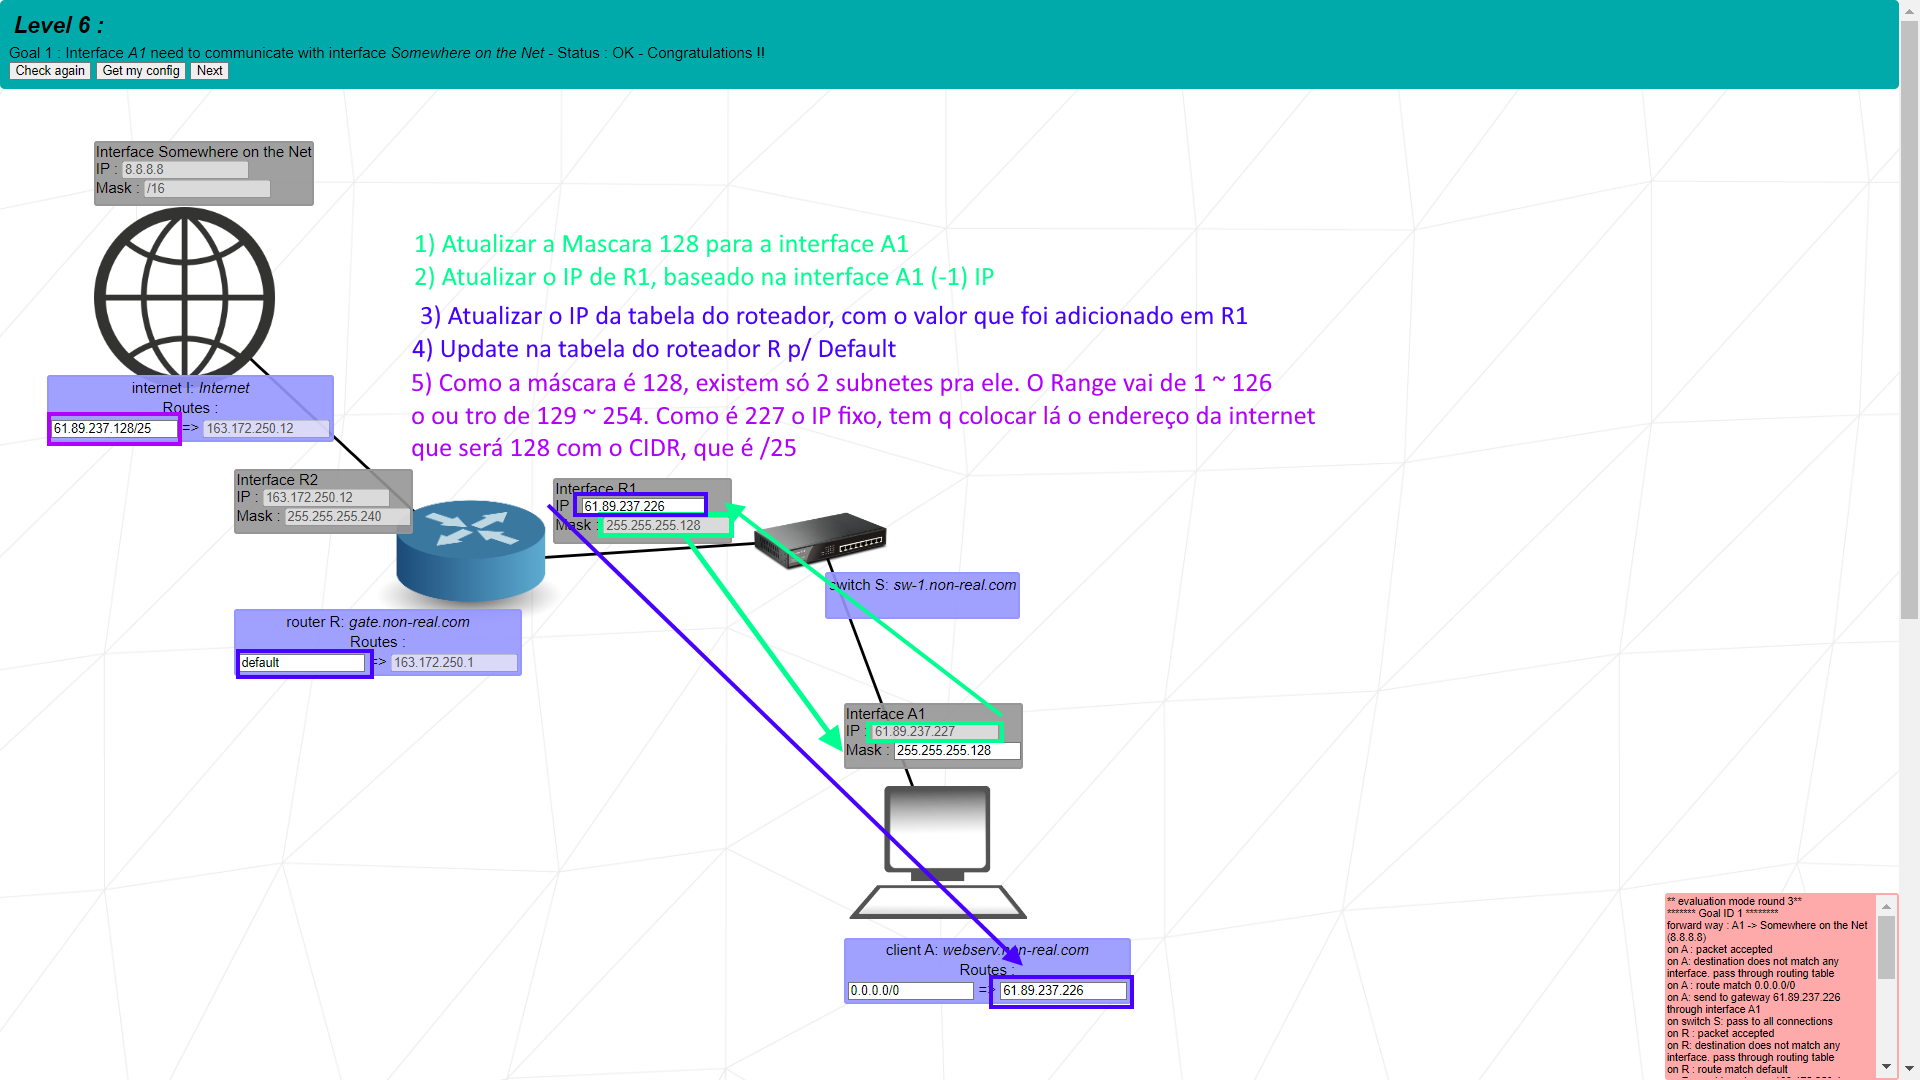 Level 6 :
Goal 1 : Interface A1 need to communicate with interface Somewhere on the Net - Status : OK - Congratulations !!
Check again Get my config Next
Interface Somewhere on the Net
IP : 8.8.8.8
Mask : /16
1) Atualizar a Mascara 128 para a interface A1
2) Atualizar o IP de R1, baseado na interface A1 (-1) IP
3) Atualizar o IP da tabela do roteador, com o valor que foi adicionado em R1
4) Update na tabela do roteador R p/ Default
5) Como a máscara é 128, existem só 2 subnetes pra ele. O Range vai de 1 ~ 126
o ou tro de 129 ~ 254. Como é 227 o IP fixo, tem q colocar lá o endereço da internet
que será 128 com o CIDR, que é /25
internet I: Internet
Routes :
61.89.237.128/25 => 163.172.250.12
Interface R2
IP : 163.172.250.12
Mask : 255.255.255.240
Interface R1
IP 61.89.237.226
Mask : 255.255.255.128
switch S: sw-1.non-real.com
router R: gate.non-real.com
Routes :
default => 163.172.250.1
Interface A1
IP : 61.89.237.227
Mask : 255.255.255.128
client A: webserv.non-real.com
Routes :
0.0.0.0/0 => 61.89.237.226
** evaluation mode round 3**
******* Goal ID 1 ********
forward way : A1 -> Somewhere on the Net
(8.8.8.8)
on A : packet accepted
on A: destination does not match any
interface. pass through routing table
on A : route match 0.0.0.0/0
on A: send to gateway 61.89.237.226
through interface A1
on switch S: pass to all connections
on R : packet accepted
on R: destination does not match any
interface. pass through routing table
on R : route match default